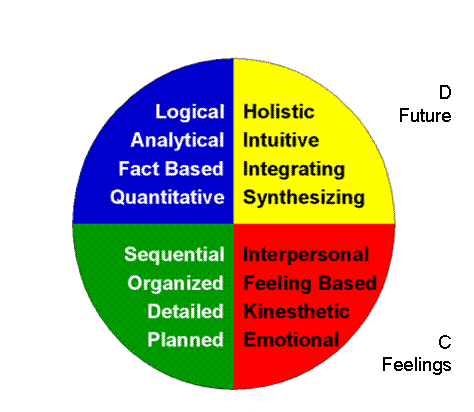 D
Future
Logical
Analytical
Fact Based
Quantitative
Holistic
Intuitive
Integrating
Synthesizing
Sequential
Organized
Detailed
Planned
Interpersonal
Feeling Based
Kinesthetic
Emotional
C
Feelings